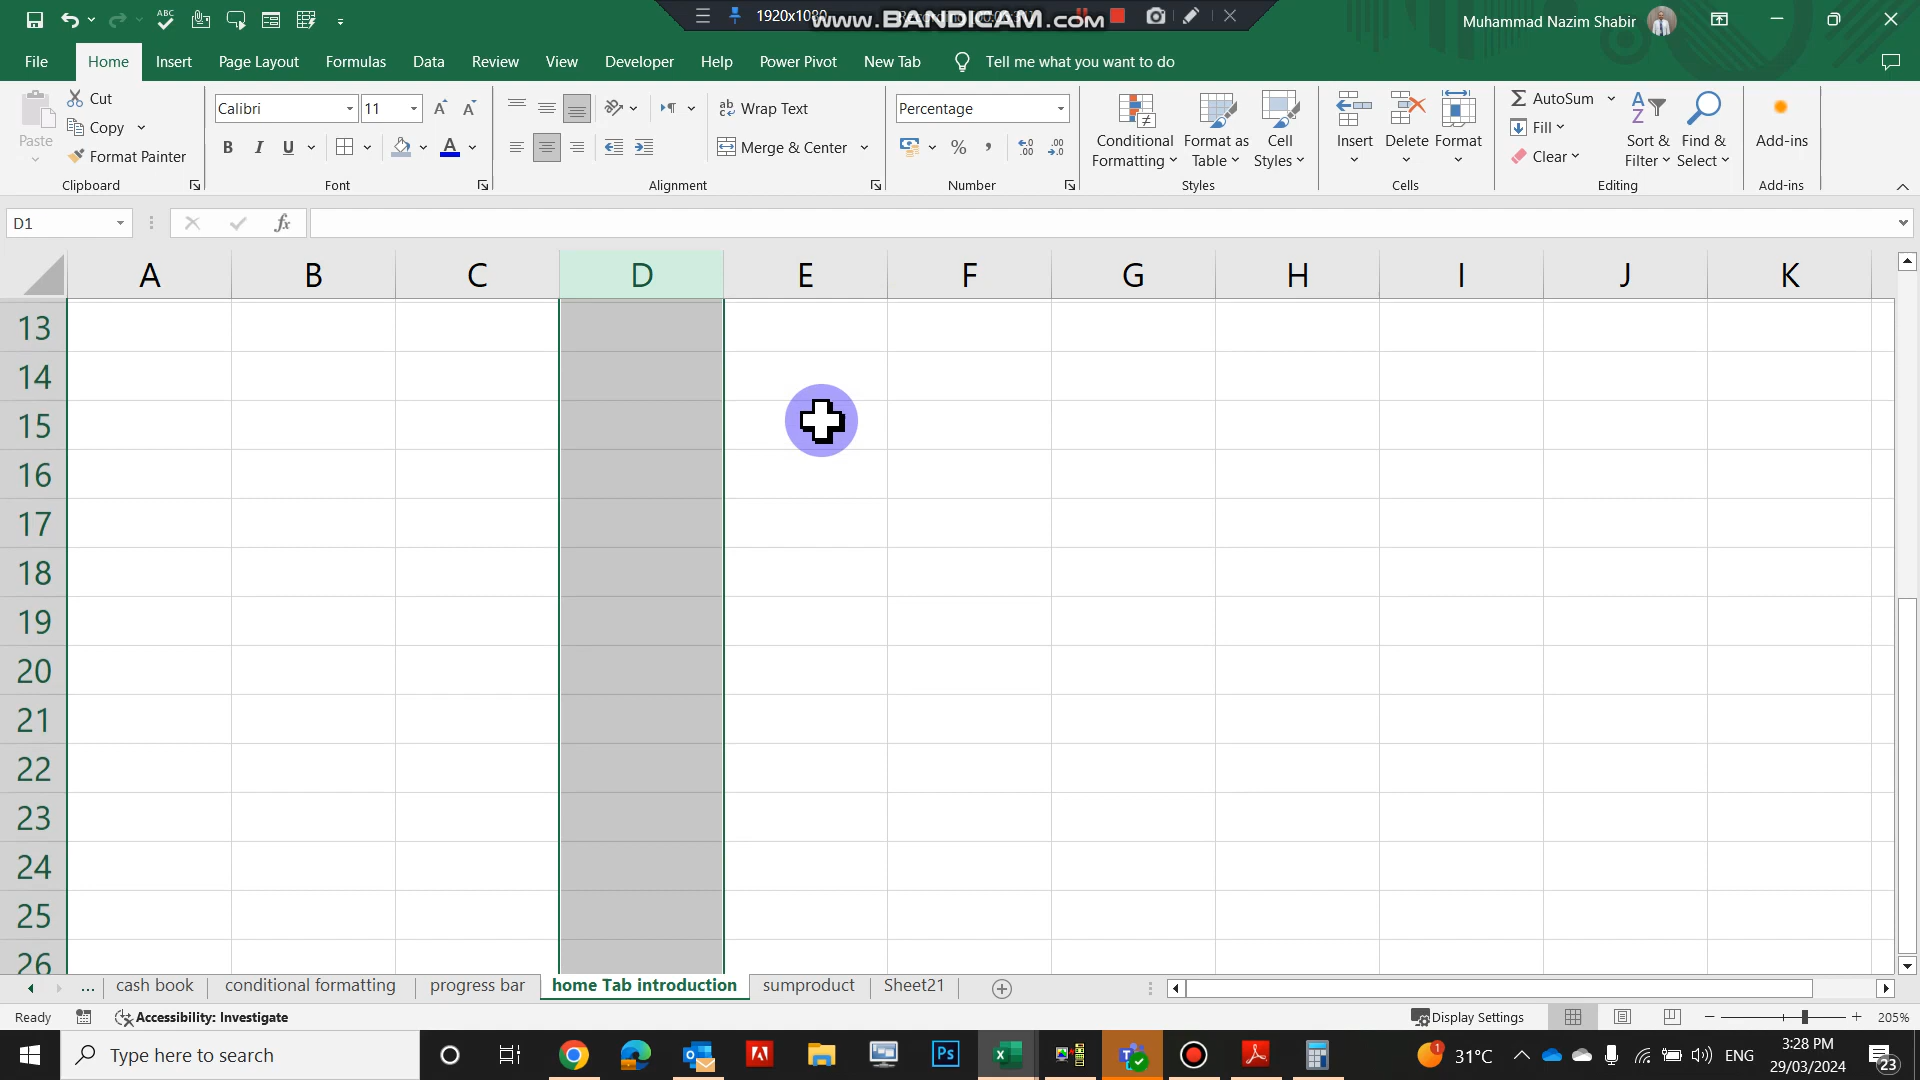 1920x1080
www.BANDICAM.com
Muhammad Nazim Shabir
File Home Insert Page Layout Formulas Data Review View Developer Help Power Pivot New Tab Tell me what you want to do
Paste
Cut
Copy
Format Painter
Clipboard
Calibri 11
B I U A
Font
ab Wrap Text
Merge & Center
Alignment
Percentage
% ,
Number
Conditional Formatting
Format as Table
Cell Styles
Styles
Insert Delete Format
Cells
AutoSum
Fill
Clear
Sort & Filter
Find & Select
Editing
Add-ins
Add-ins
D1 fx
A B C D E F G H I J K
13
14
15
16
17
18
19
20
21
22
23
24
25
26
... cash book conditional formatting progress bar home Tab introduction sumproduct Sheet21
Ready Accessibility: Investigate Display Settings 205%
Type here to search
31°C ENG 3:28 PM
29/03/2024 23